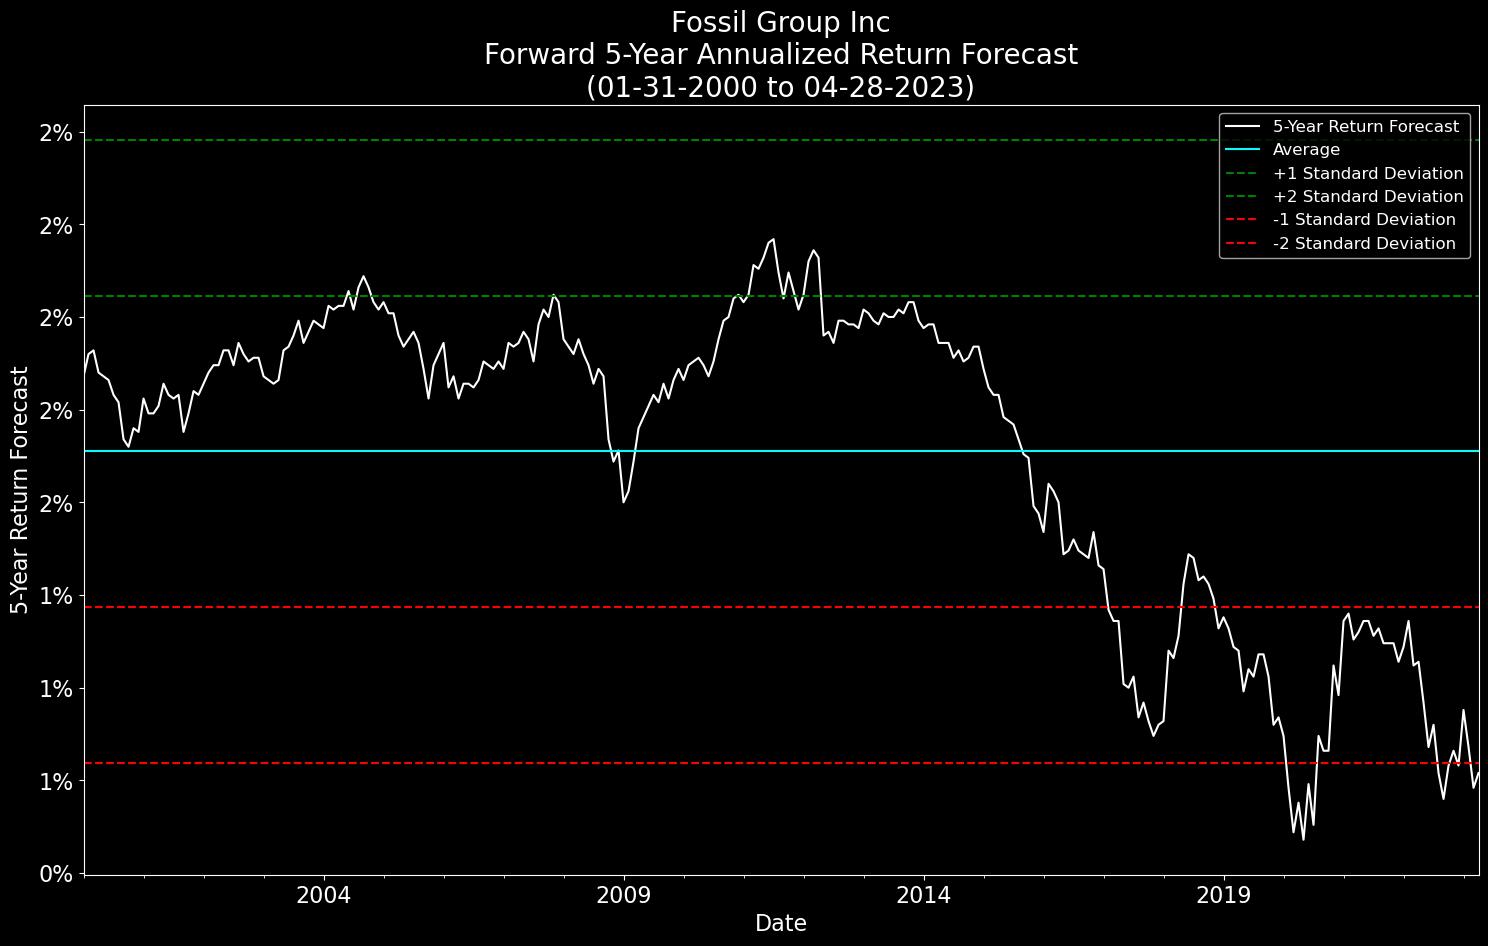 Fossil Group Inc
Forward 5-Year Annualized Return Forecast
(01-31-2000 to 04-28-2023)
5-Year Return Forecast
2%
2%
2%
2%
2%
1%
1%
1%
0%
5-Year Return Forecast
Average
+1 Standard Deviation
+2 Standard Deviation
-1 Standard Deviation
-2 Standard Deviation
2004
2009
2014
2019
Date